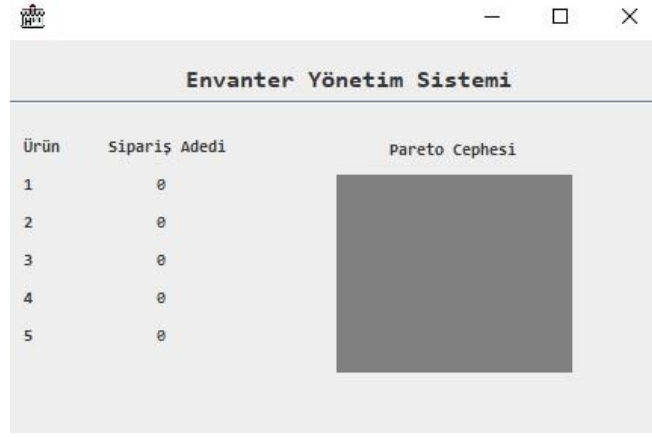 Envanter Yönetim Sistemi
Ürün Sipariş Adedi Pareto Cephesi
1 0
2 0
3 0
4 0
5 0